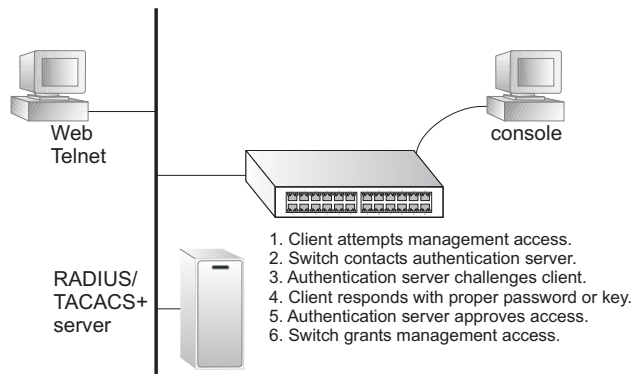 Web
Telnet
console
RADIUS/
TACACS+
server
1. Client attempts management access.
2. Switch contacts authentication server.
3. Authentication server challenges client.
4. Client responds with proper password or key.
5. Authentication server approves access.
6. Switch grants management access.